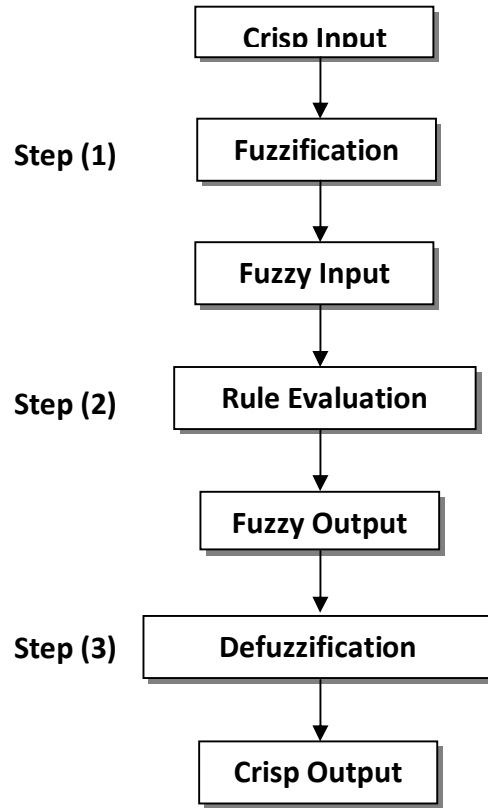 Crisp Input
Step (1)
Fuzzification
Fuzzy Input
Step (2)
Rule Evaluation
Fuzzy Output
Step (3)
Defuzzification
Crisp Output